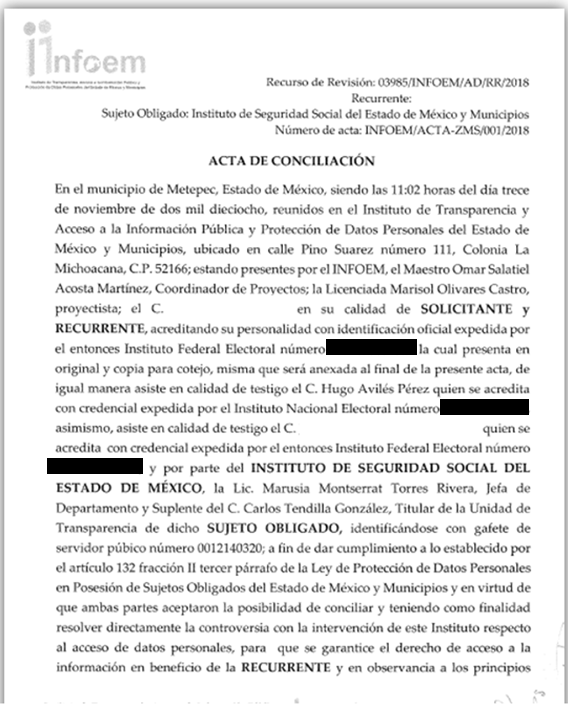 infoem
Instituto de Transparencia, Acceso a la Información Pública y
Protección de Datos Personales del Estado de México y Municipios
Recurso de Revisión: 03985/INFOEM/AD/RR/2018
Recurrente:
Sujeto Obligado: Instituto de Seguridad Social del Estado de México y Municipios
Número de acta: INFOEM/ACTA-ZMS/001/2018
ACTA DE CONCILIACIÓN
En el municipio de Metepec, Estado de México, siendo las 11:02 horas del día trece
de noviembre de dos mil dieciocho, reunidos en el Instituto de Transparencia y
Acceso a la Información Pública y Protección de Datos Personales del Estado de
México y Municipios, ubicado en calle Pino Suarez número 111, Colonia La
Michoacana, C.P. 52166; estando presentes por el INFOEM, el Maestro Omar Salatiel
Acosta Martínez, Coordinador de Proyectos; la Licenciada Marisol Olivares Castro,
proyectista; el C. en su calidad de SOLICITANTE y
RECURRENTE, acreditando su personalidad con identificación oficial expedida por
el entonces Instituto Federal Electoral número la cual presenta en
original y copia para cotejo, misma que será anexada al final de la presente acta, de
igual manera asiste en calidad de testigo el C. Hugo Avilés Pérez quien se acredita
con credencial expedida por el Instituto Nacional Electoral número
asimismo, asiste en calidad de testigo el C. quien se
acredita con credencial expedida por el entonces Instituto Federal Electoral número
y por parte del INSTITUTO DE SEGURIDAD SOCIAL DEL
ESTADO DE MÉXICO, la Lic. Marusia Montserrat Torres Rivera, Jefa de
Departamento y Suplente del C. Carlos Tendilla González, Titular de la Unidad de
Transparencia de dicho SUJETO OBLIGADO, identificándose con gafete de
servidor púbico número 0012140320; a fin de dar cumplimiento a lo establecido por
el artículo 132 fracción II tercer párrafo de la Ley de Protección de Datos Personales
en Posesión de Sujetos Obligados del Estado de México y Municipios y en virtud de
que ambas partes aceptaron la posibilidad de conciliar y teniendo como finalidad
resolver directamente la controversia con la intervención de este Instituto respecto
al acceso de datos personales, para que se garantice el derecho de acceso a la
información en beneficio de la RECURRENTE y en observancia a los principios